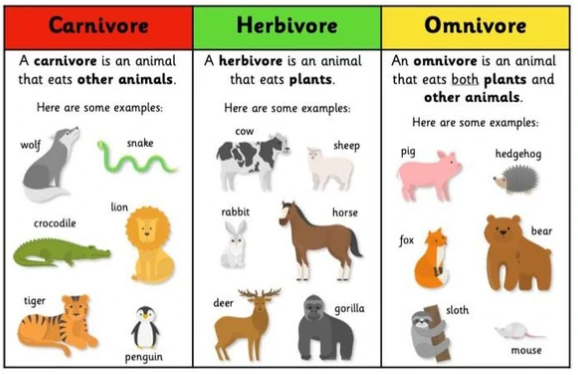 Carnivore
A carnivore is an animal
that eats other animals.
Here are some examples:
wolf
snake
lion
crocodile
tiger
penguin
Herbivore
A herbivore is an animal
that eats plants.
Here are some examples:
cow
sheep
rabbit
horse
deer
gorilla
Omnivore
An omnivore is an animal
that eats both plants and
other animals.
Here are some examples:
pig
hedgehog
fox
bear
sloth
mouse